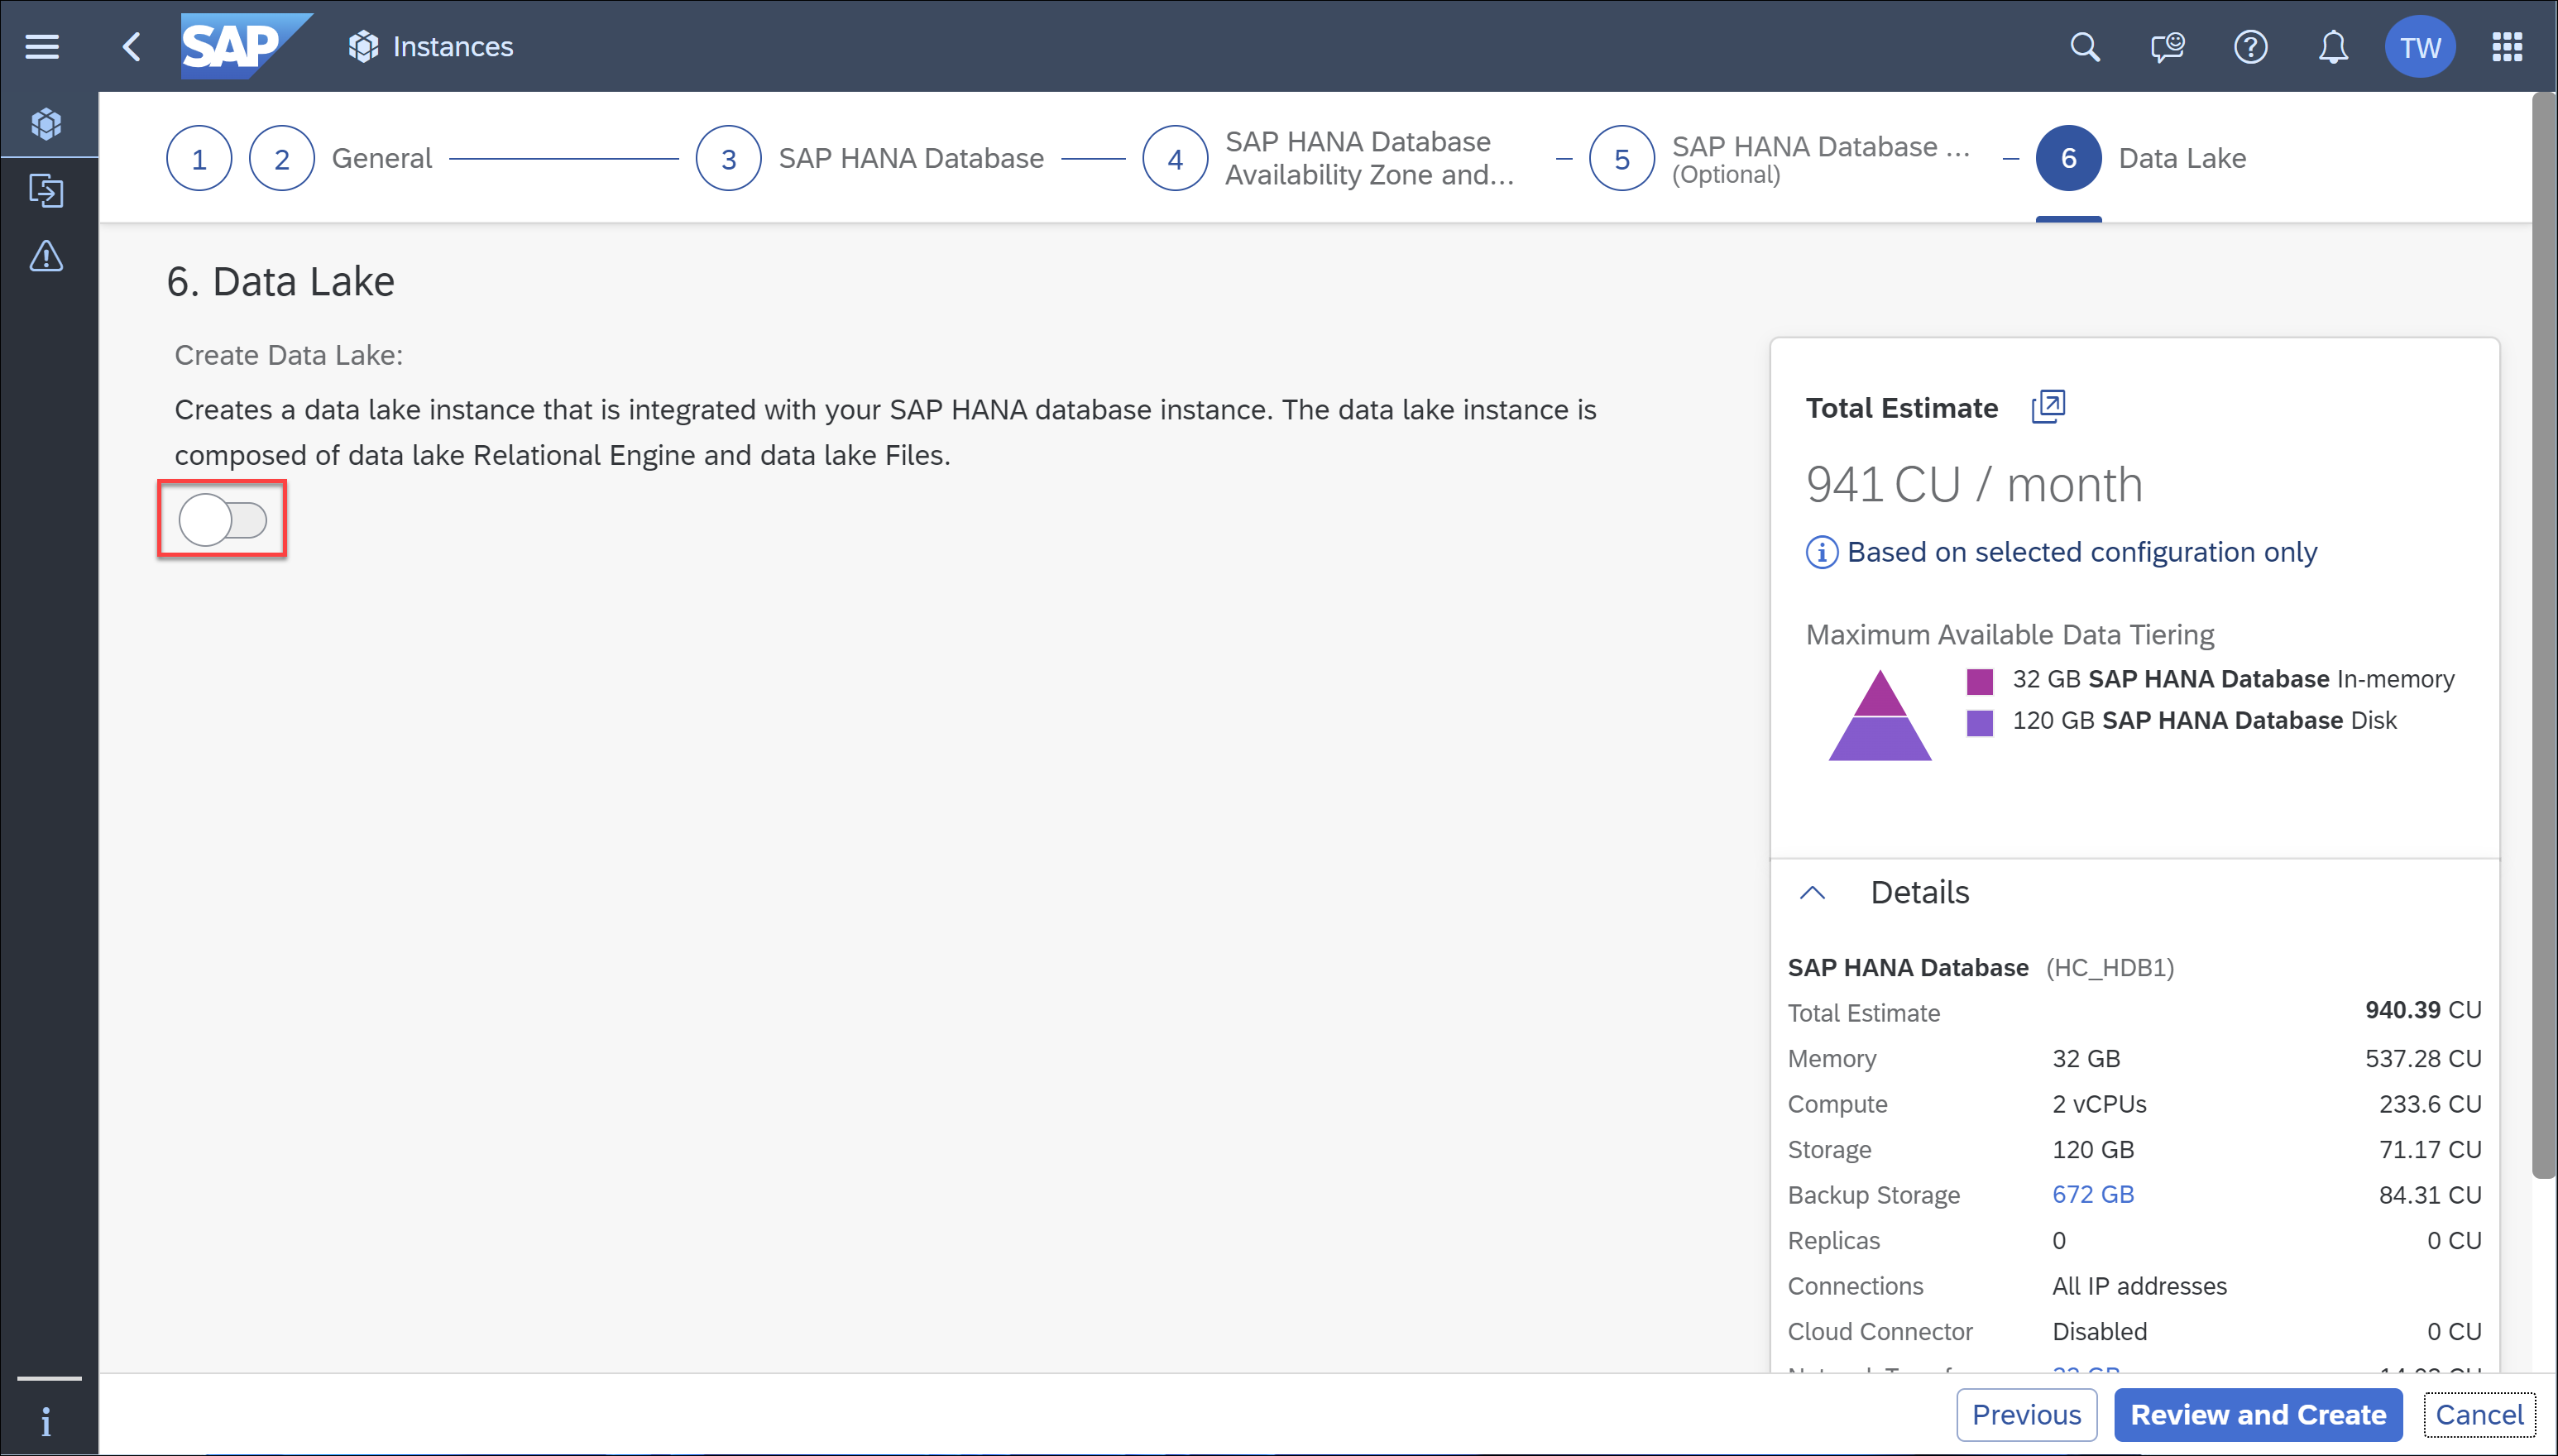 SAP
Instances
TW
1
2
General
3
SAP HANA Database
4
SAP HANA Database
Availability Zone and...
5
SAP HANA Database ...
(Optional)
6
Data Lake
6. Data Lake
Create Data Lake:
Creates a data lake instance that is integrated with your SAP HANA database instance. The data lake instance is
composed of data lake Relational Engine and data lake Files.
Total Estimate
941 CU / month
Based on selected configuration only
Maximum Available Data Tiering
32 GB SAP HANA Database In-memory
120 GB SAP HANA Database Disk
Details
SAP HANA Database (HC_HDB1)
Total Estimate 940.39 CU
Memory 32 GB 537.28 CU
Compute 2 vCPUs 233.6 CU
Storage 120 GB 71.17 CU
Backup Storage 672 GB 84.31 CU
Replicas 0 0 CU
Connections All IP addresses
Cloud Connector Disabled 0 CU
Previous
Review and Create
Cancel